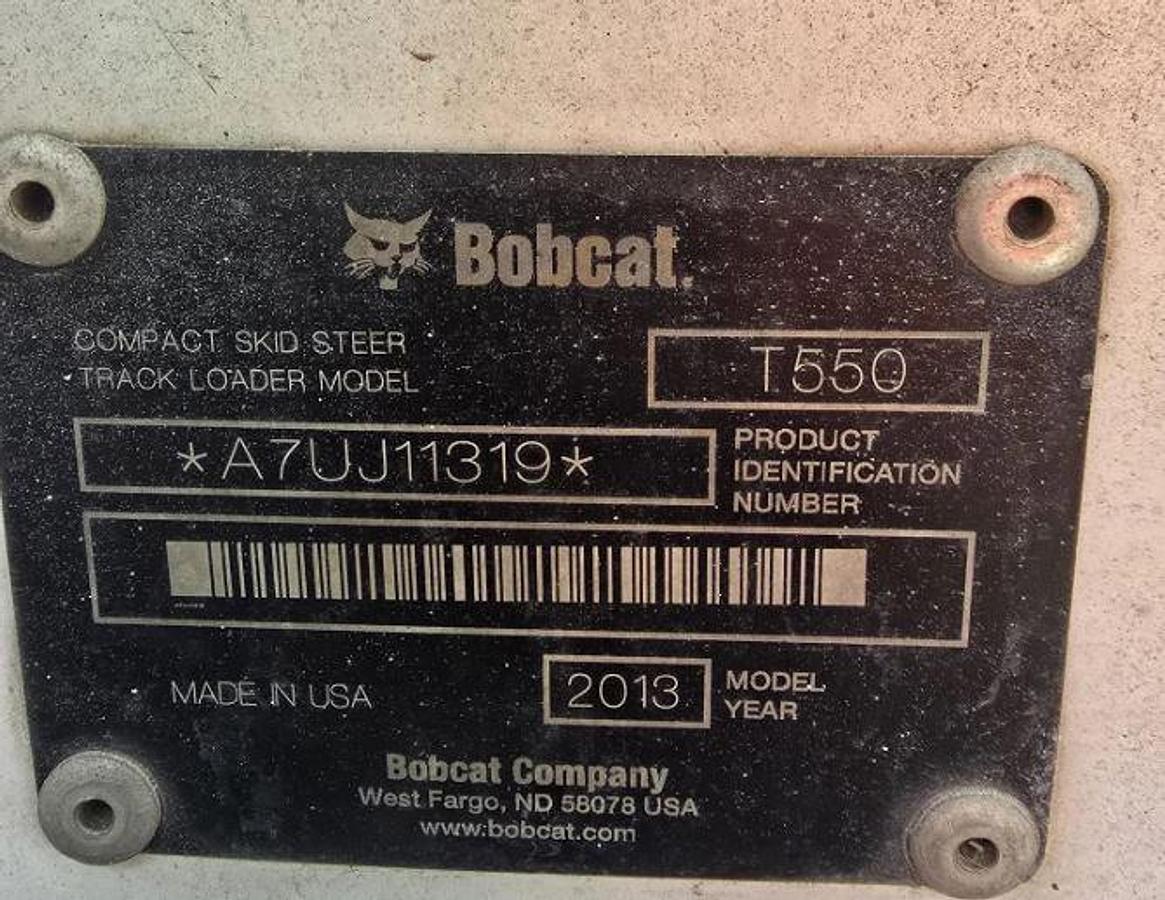 Bobcat.
COMPACT SKID STEER
TRACK LOADER MODEL
T550
*A7UJ11319*
PRODUCT
IDENTIFICATION
NUMBER
MADE IN USA
2013
MODEL
YEAR
Bobcat Company
West Fargo, ND 58078 USA
www.bobcat.com